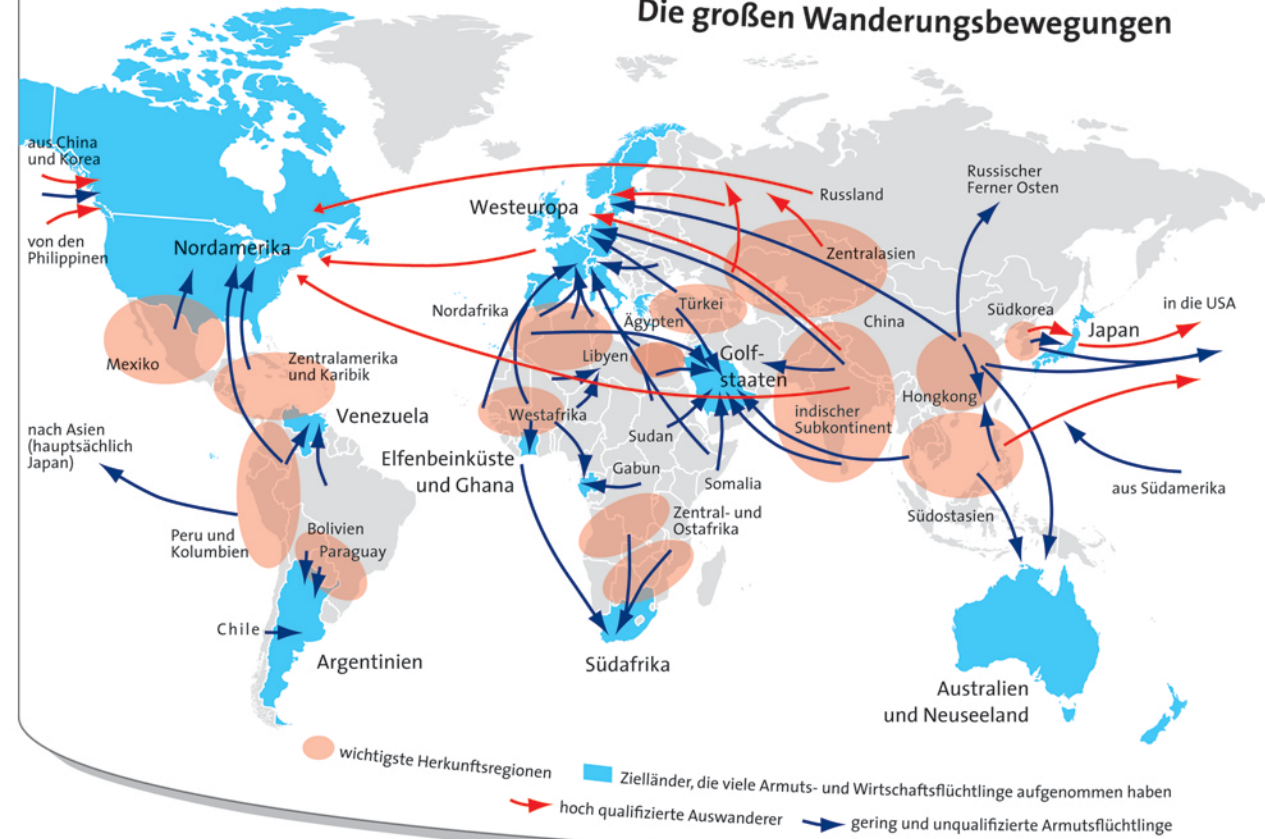 Die großen Wanderungsbewegungen
aus China
und Korea
von den
Philippinen
Nordamerika
Westeuropa
Russland
Russischer
Ferner Osten
Zentralasien
Nordafrika
Türkei
Ägypten
China
Südkorea
in die USA
Japan
Mexiko
Zentralamerika
und Karibik
Libyen
Golf-
staaten
Venezuela
Westafrika
indischer
Subkontinent
Hongkong
nach Asien
(hauptsächlich
Japan)
Elfenbeinküste
und Ghana
Sudan
Gabun
Somalia
aus Südamerika
Südostasien
Peru und
Kolumbien
Bolivien
Paraguay
Zentral- und
Ostafrika
Chile
Argentinien
Südafrika
Australien
und Neuseeland
wichtigste Herkunftsregionen
Zielländer, die viele Armuts- und Wirtschaftsflüchtlinge aufgenommen haben
hoch qualifizierte Auswanderer
gering und unqualifizierte Armutsflüchtlinge